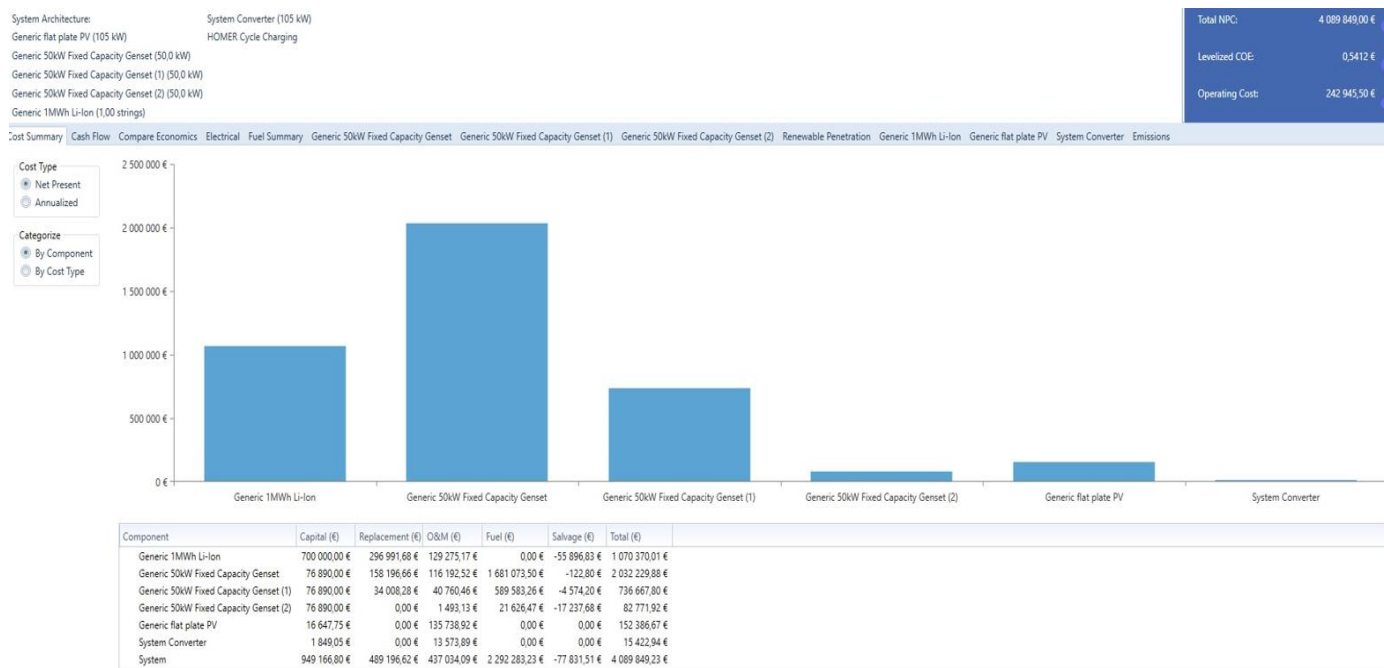 System Architecture:
Generic flat plate PV (105 kW)
Generic 50kW Fixed Capacity Genset (50,0 kW)
Generic 50kW Fixed Capacity Genset (1) (50,0 kW)
Generic 50kW Fixed Capacity Genset (2) (50,0 kW)
Generic 1MWh Li-Ion (1,00 strings)
System Converter (105 kW)
HOMER Cycle Charging
Total NPC: 4 089 849,00 €
Levelized COE: 0,5412 €
Operating Cost: 242 945,50 €
Cost Summary Cash Flow Compare Economics Electrical Fuel Summary Generic 50kW Fixed Capacity Genset Generic 50kW Fixed Capacity Genset (1) Generic 50kW Fixed Capacity Genset (2) Renewable Penetration Generic 1MWh Li-Ion Generic flat plate PV System Converter Emissions
Cost Type
Net Present
Annualized
Categorize
By Component
By Cost Type
2 500 000 €
2 000 000 €
1 500 000 €
1 000 000 €
500 000 €
0 €
Generic 1MWh Li-Ion Generic 50kW Fixed Capacity Genset Generic 50kW Fixed Capacity Genset (1) Generic 50kW Fixed Capacity Genset (2) Generic flat plate PV System Converter
Component Capital (€) Replacement (€) O&M (€) Fuel (€) Salvage (€) Total (€)
Generic 1MWh Li-Ion 700 000,00 € 296 991,68 € 129 275,17 € 0,00 € -55 896,83 € 1 070 370,01 €
Generic 50kW Fixed Capacity Genset 76 890,00 € 158 196,66 € 116 192,52 € 1 681 073,50 € -122,80 € 2 032 229,88 €
Generic 50kW Fixed Capacity Genset (1) 76 890,00 € 34 008,28 € 40 760,46 € 589 583,26 € -4 574,20 € 736 667,80 €
Generic 50kW Fixed Capacity Genset (2) 76 890,00 € 0,00 € 1 493,13 € 21 626,47 € -17 237,68 € 82 771,92 €
Generic flat plate PV 16 647,75 € 0,00 € 135 738,92 € 0,00 € 0,00 € 152 386,67 €
System Converter 1 849,05 € 0,00 € 13 573,89 € 0,00 € 0,00 € 15 422,94 €
System 949 166,80 € 489 196,62 € 437 034,09 € 2 292 283,23 € -77 831,51 € 4 089 849,23 €